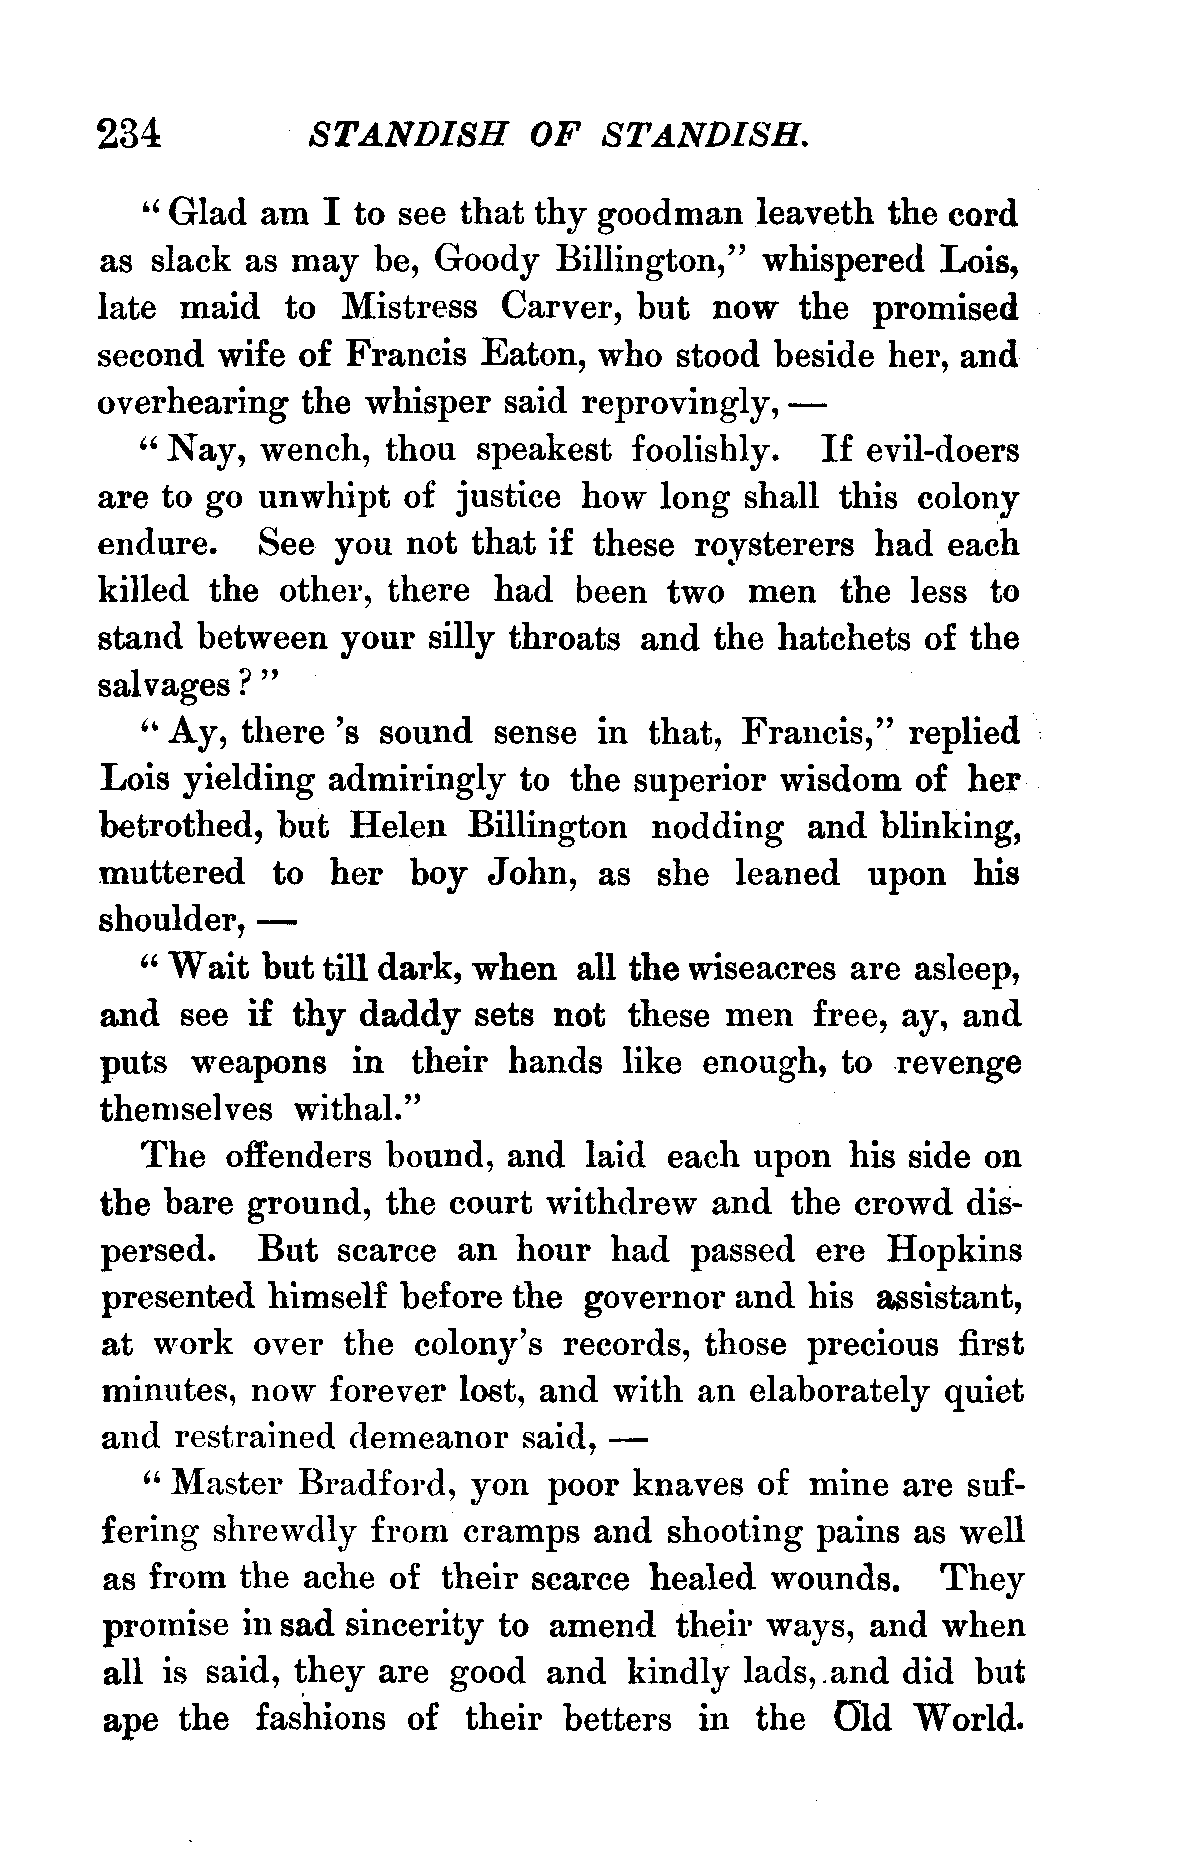 234 STANDISH OF STANDISH.
" Glad am I to see that thy goodman leaveth the cord
as slack as may be, Goody Billington," whispered Lois,
late maid to Mistress Carver, but now the promised
second wife of Francis Eaton, who stood beside her, and
overhearing the whisper said reprovingly, —
" Nay, wench, thou speakest foolishly. If evil-doers
are to go unwhipt of justice how long shall this colony
endure. See you not that if these roysterers had each
killed the other, there had been two men the less to
stand between your silly throats and the hatchets of the
salvages ? "
" Ay, there 's sound sense in that, Francis," replied
Lois yielding admiringly to the superior wisdom of her
betrothed, but Helen Billington nodding and blinking,
muttered to her boy John, as she leaned upon his
shoulder, —
" Wait but till dark, when all the wiseacres are asleep,
and see if thy daddy sets not these men free, ay, and
puts weapons in their hands like enough, to revenge
themselves withal."
The offenders bound, and laid each upon his side on
the bare ground, the court withdrew and the crowd dis-
persed. But scarce an hour had passed ere Hopkins
presented himself before the governor and his assistant,
at work over the colony's records, those precious first
minutes, now forever lost, and with an elaborately quiet
and restrained demeanor said, —
" Master Bradford, yon poor knaves of mine are suf-
fering shrewdly from cramps and shooting pains as well
as from the ache of their scarce healed wounds. They
promise in sad sincerity to amend their ways, and when
all is said, they are good and kindly lads, and did but
ape the fashions of their betters in the Old World.